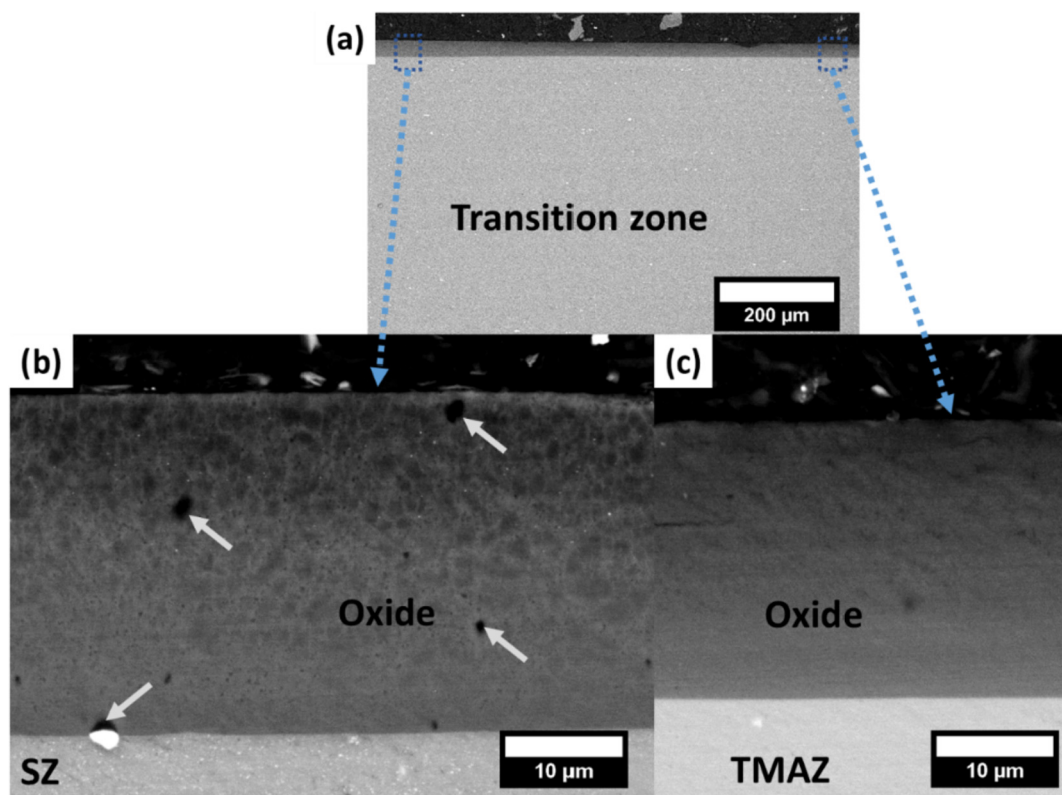 (a)
Transition zone
200 µm
(b)
(c)
Oxide
Oxide
10 µm
10 µm
SZ
TMAZ